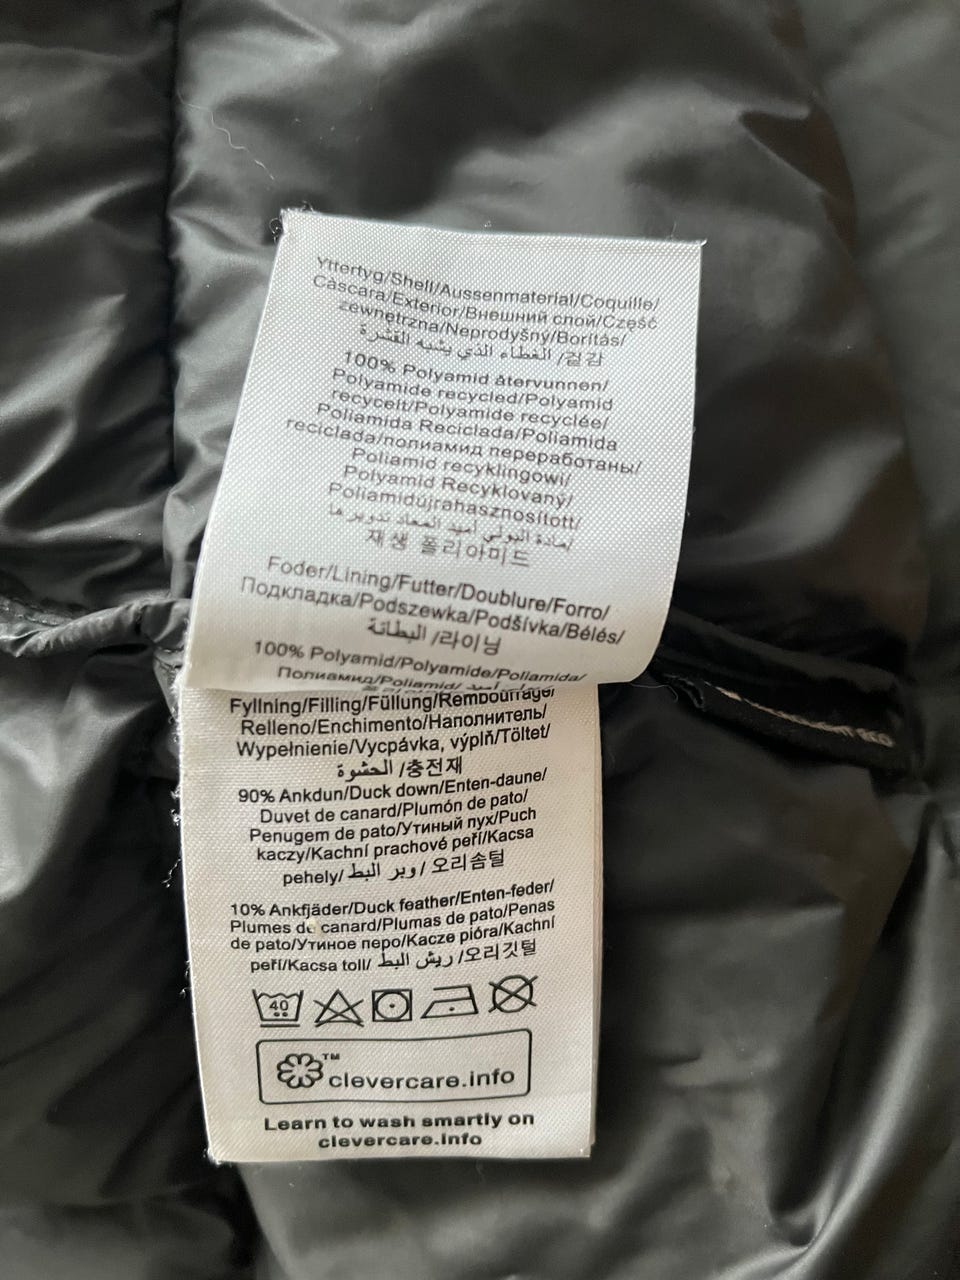 Yttertyg/Shell/Aussenmaterial/Coquille/
Càscara/Exterior/Внешний слой/Część
zewnętrzna/Neprodyšný/Borítás/
الغطاء الذي يشبه القشرة /겉감
100% Polyamid återvunnen/
Polyamide recycled/Polyamid
recycelt/Polyamide recyclée/
Poliamida Reciclada/Poliamida
reciclada/полиамид переработаны/
Poliamid recyklingowi/
Polyamid Recyklovaný/
Poliamidújrahasznosított/
مادة البولي أميد المعاد تدويرها/
재생 폴리아미드
Foder/Lining/Futter/Doublure/Forro/
Подкладка/Podszewka/Podšívka/Bélés/
البطانة /라이닝
100% Polyamid/Polyamide/Poliamida/
Полиамид/Poliamid/
Fyllning/Filling/Füllung/Rembourrage/
Relleno/Enchimento/Наполнитель/
Wypełnienie/Vycpávka, výplň/Töltet/
الحشوة /충전재
90% Ankdun/Duck down/Enten-daune/
Duvet de canard/Plumón de pato/
Penugem de pato/Утиный пух/Puch
kaczy/Kachní prachové peří/Kacsa
pehely/ وبر البط / 오리솜털
10% Ankfjäder/Duck feather/Enten-feder/
Plumes de canard/Plumas de pato/Penas
de pato/Утиное перо/Kacze pióra/Kachní
peří/Kacsa toll/ ريش البط /오리깃털
40
™ clevercare.info
Learn to wash smartly on
clevercare.info